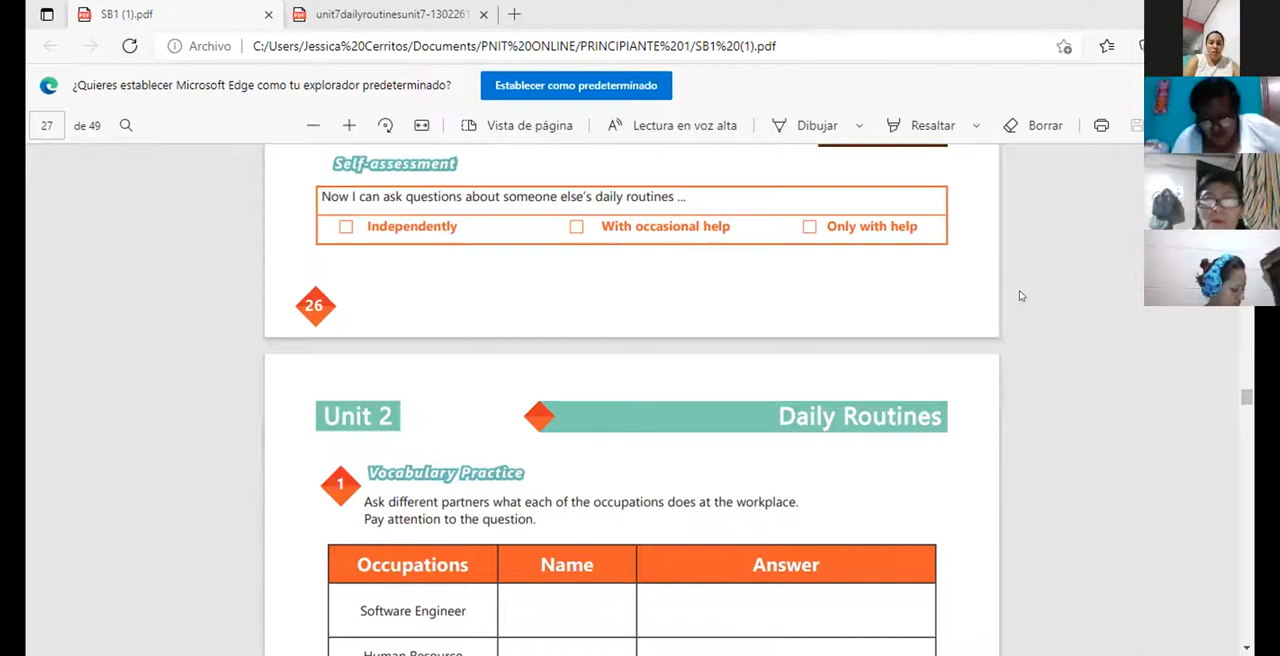 SB1 (1).pdf
unit7dailyroutinesunit7-130226
Archivo
C:/Users/Jessica%20Cerritos/Documents/PNIT%20ONLINE/PRINCIPIANTE%201/SB1%20(1).pdf
¿Quieres establecer Microsoft Edge como tu explorador predeterminado?
Establecer como predeterminado
27
de 49
Vista de página
Lectura en voz alta
Dibujar
Resaltar
Borrar
Self-assessment
Now I can ask questions about someone else's daily routines ...
Independently
With occasional help
Only with help
26
Unit 2
Daily Routines
1
Vocabulary Practice
Ask different partners what each of the occupations does at the workplace.
Pay attention to the question.
Occupations
Name
Answer
Software Engineer
Human Resource